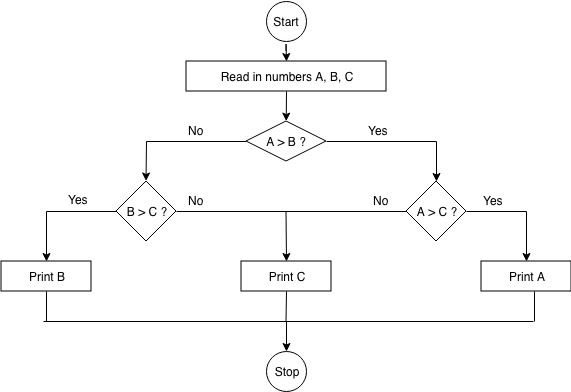 Start
Read in numbers A, B, C
A > B ?
No
Yes
B > C ?
A > C ?
Yes
No
No
Yes
Print B
Print C
Print A
Stop